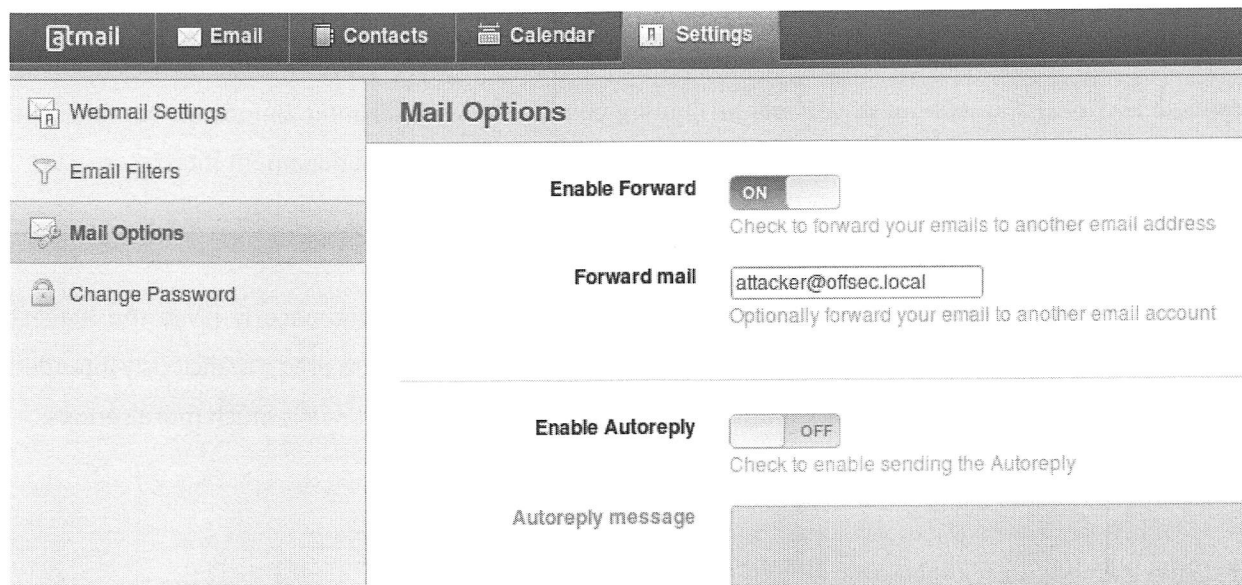 @tmail
Email
Contacts
Calendar
Settings
Webmail Settings
Email Filters
Mail Options
Change Password
Mail Options
Enable Forward
ON
Check to forward your emails to another email address
Forward mail
attacker@offsec.local
Optionally forward your email to another email account
Enable Autoreply
OFF
Check to enable sending the Autoreply
Autoreply message